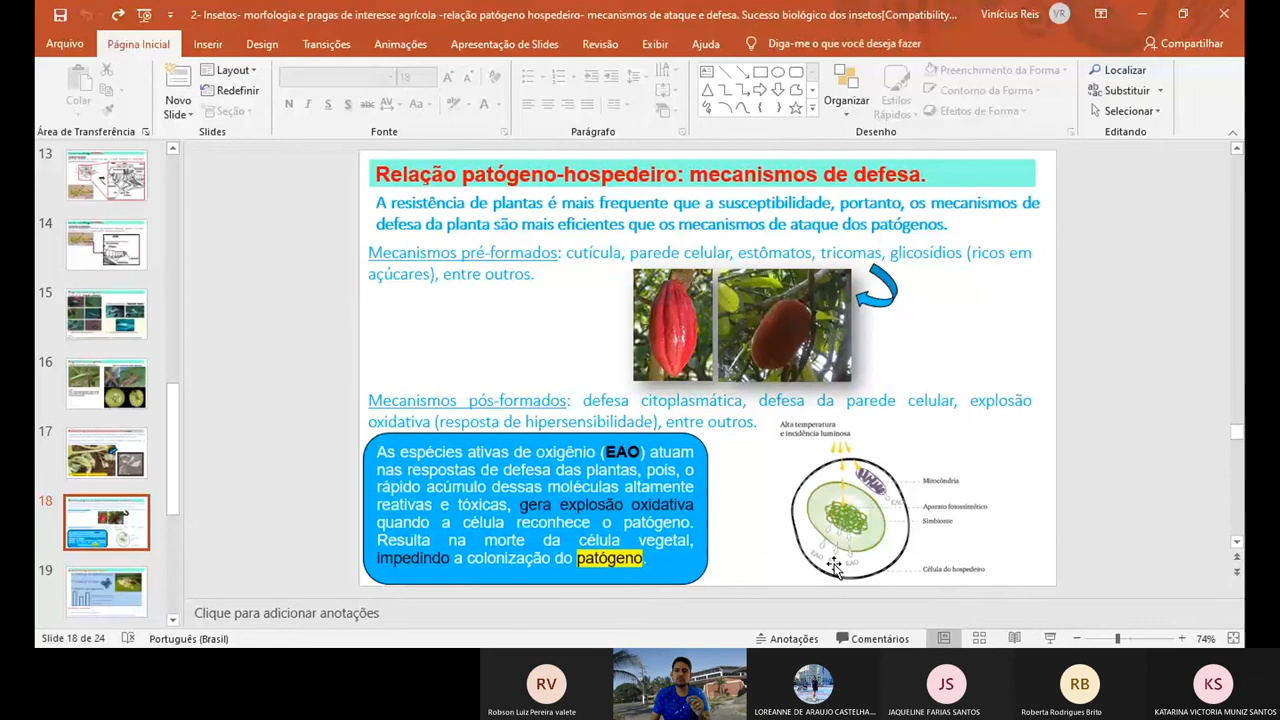 2- Insetos- morfologia e pragas de interesse agrícola -relação patógeno hospedeiro- mecanismos de ataque e defesa. Sucesso biológico dos insetos[Compatibility... Vinícius Reis VR
Arquivo Página Inicial Inserir Design Transições Animações Apresentação de Slides Revisão Exibir Ajuda Diga-me o que você deseja fazer Compartilhar
Colar
Novo
Slide
Layout
Redefinir
Seção
18
N I S S abc AV Aa A
Organizar
Estilos
Rápidos
Preenchimento da Forma
Contorno da Forma
Efeitos de Forma
Localizar
Substituir
Selecionar
Área de Transferência Slides Fonte Parágrafo Desenho Editando
13
14
15
16
17
18
19
Relação patógeno-hospedeiro: mecanismos de defesa.
A resistência de plantas é mais frequente que a susceptibilidade, portanto, os mecanismos de
defesa da planta são mais eficientes que os mecanismos de ataque dos patógenos.
Mecanismos pré-formados: cutícula, parede celular, estômatos, tricomas, glicosídios (ricos em
açúcares), entre outros.
Mecanismos pós-formados: defesa citoplasmática, defesa da parede celular, explosão
oxidativa (resposta de hipersensibilidade), entre outros.
As espécies ativas de oxigênio (EAO) atuam
nas respostas de defesa das plantas, pois, o
rápido acúmulo dessas moléculas altamente
reativas e tóxicas, gera explosão oxidativa
quando a célula reconhece o patógeno.
Resulta na morte da célula vegetal,
impedindo a colonização do patógeno.
Alta temperatura
e incidência luminosa
Mitocôndria
EAO
Aparato fotossintético
Simbionte
EAO
EAO
Célula do hospedeiro
Clique para adicionar anotações
Slide 18 de 24 Português (Brasil) Anotações Comentários 74%
RV JS RB KS
Robson Luiz Pereira valete LOREANNE DE ARAUJO CASTELHA... JAQUELINE FARIAS SANTOS Roberta Rodrigues Brito KATARINA VICTORIA MUNIZ SANTOS